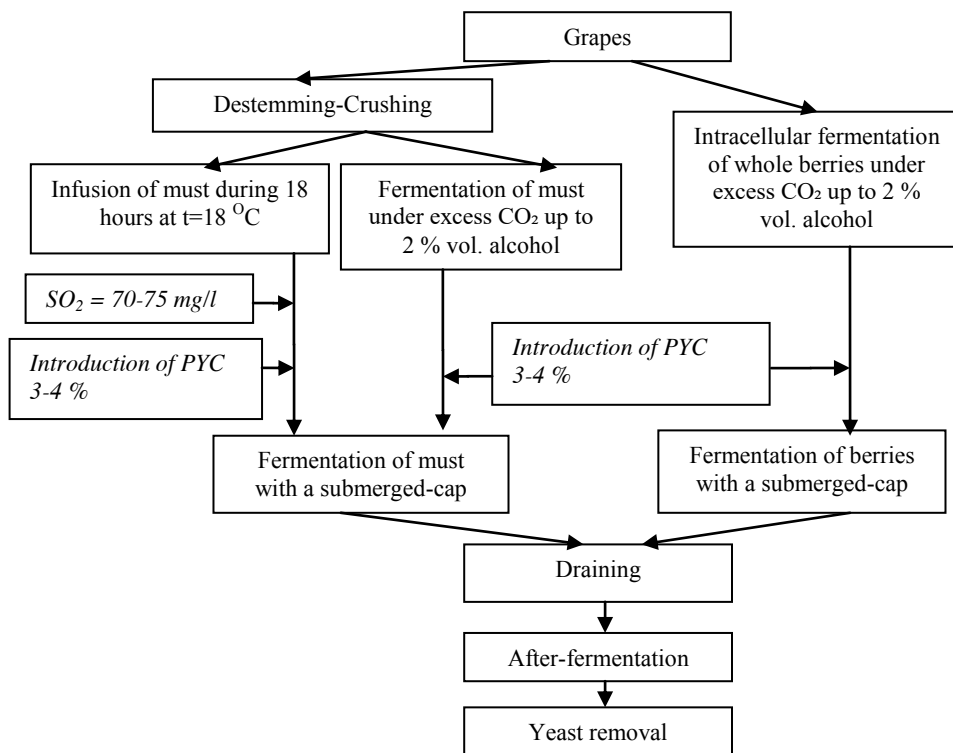 Grapes
Destemming-Crushing
Intracellular fermentation
of whole berries under
excess CO₂ up to 2 %
vol. alcohol
Infusion of must during 18
hours at t=18 ᴼC
Fermentation of must
under excess CO₂ up to
2 % vol. alcohol
SO₂ = 70-75 mg/l
Introduction of PYC
3-4 %
Introduction of PYC
3-4 %
Fermentation of must
with a submerged-cap
Fermentation of berries
with a submerged-cap
Draining
After-fermentation
Yeast removal